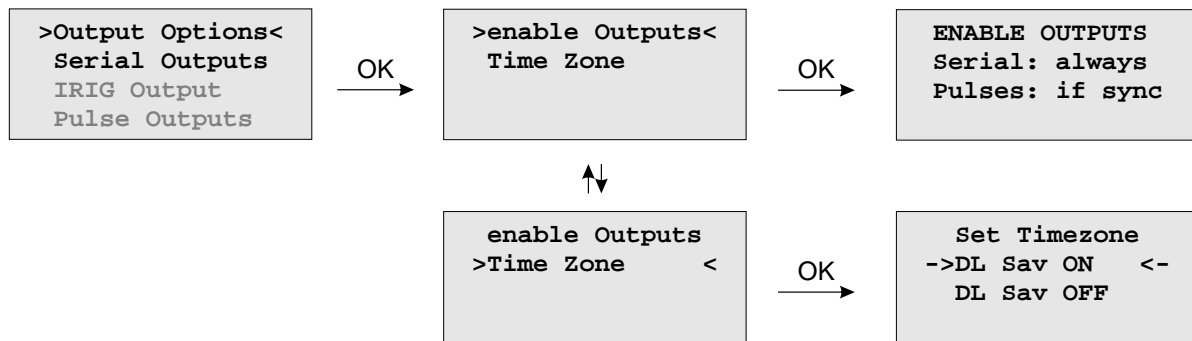 >Output Options<
Serial Outputs
IRIG Output
Pulse Outputs
OK
>enable Outputs<
Time Zone
OK
ENABLE OUTPUTS
Serial: always
Pulses: if sync
enable Outputs
>Time Zone <
OK
Set Timezone
->DL Sav ON <-
DL Sav OFF